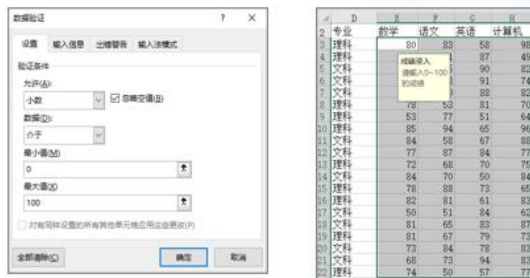 数据验证 ? ×
设置 输入信息 出错警告 输入法模式
验证条件
允许(A):
小数 忽略空值(B)
数据(D):
介于
最小值(M)
0
最大值(X)
100
对有同样设置的所有其他单元格应用这些更改(P)
全部清除(C) 确定 取消
D E F G H
2 专业 数学 语文 英语 计算机
3 理科 80 83 58 98
4 理科 87 49
5 文科 90 82
6 文科 91 74
7 文科 88 82
成绩录入
请输入0~100
的成绩
8 理科 78 53 81 70
9 理科 53 77 51 64
10 理科 85 94 65 96
11 文科 84 58 67 88
12 文科 77 87 84 77
13 理科 72 68 70 75
14 文科 84 70 50 84
15 理科 78 88 73 65
16 理科 82 81 61 83
17 文科 50 51 84 62
18 文科 81 65 83 87
19 理科 81 67 79 73
20 文科 73 84 78 83
21 文科 68 73 94 82
22 理科 74 50 57